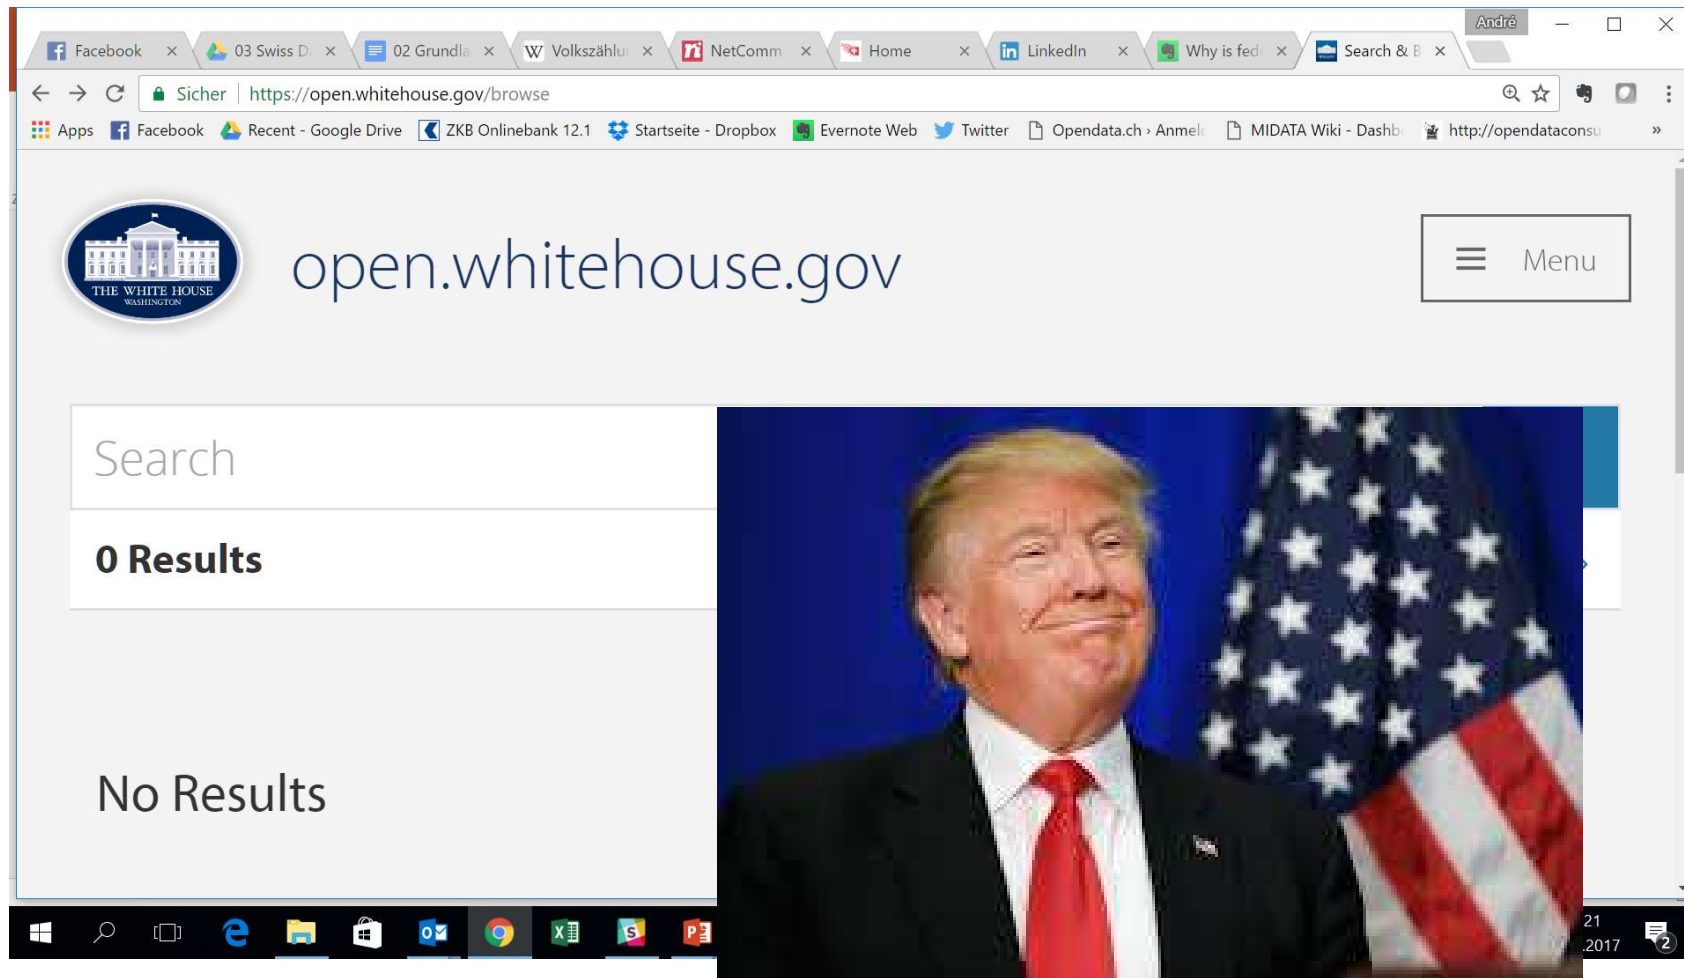 André
Facebook
03 Swiss D
02 Grundla
Volkszählu
NetComm
Home
LinkedIn
Why is fede
Search & B
Sicher https://open.whitehouse.gov/browse
Apps Facebook Recent - Google Drive ZKB Onlinebank 12.1 Startseite - Dropbox Evernote Web Twitter Opendata.ch › Anmel MIDATA Wiki - Dashb http://opendataconsu »
THE WHITE HOUSE
WASHINGTON
open.whitehouse.gov
Menu
Search
0 Results
No Results
21
.2017
2